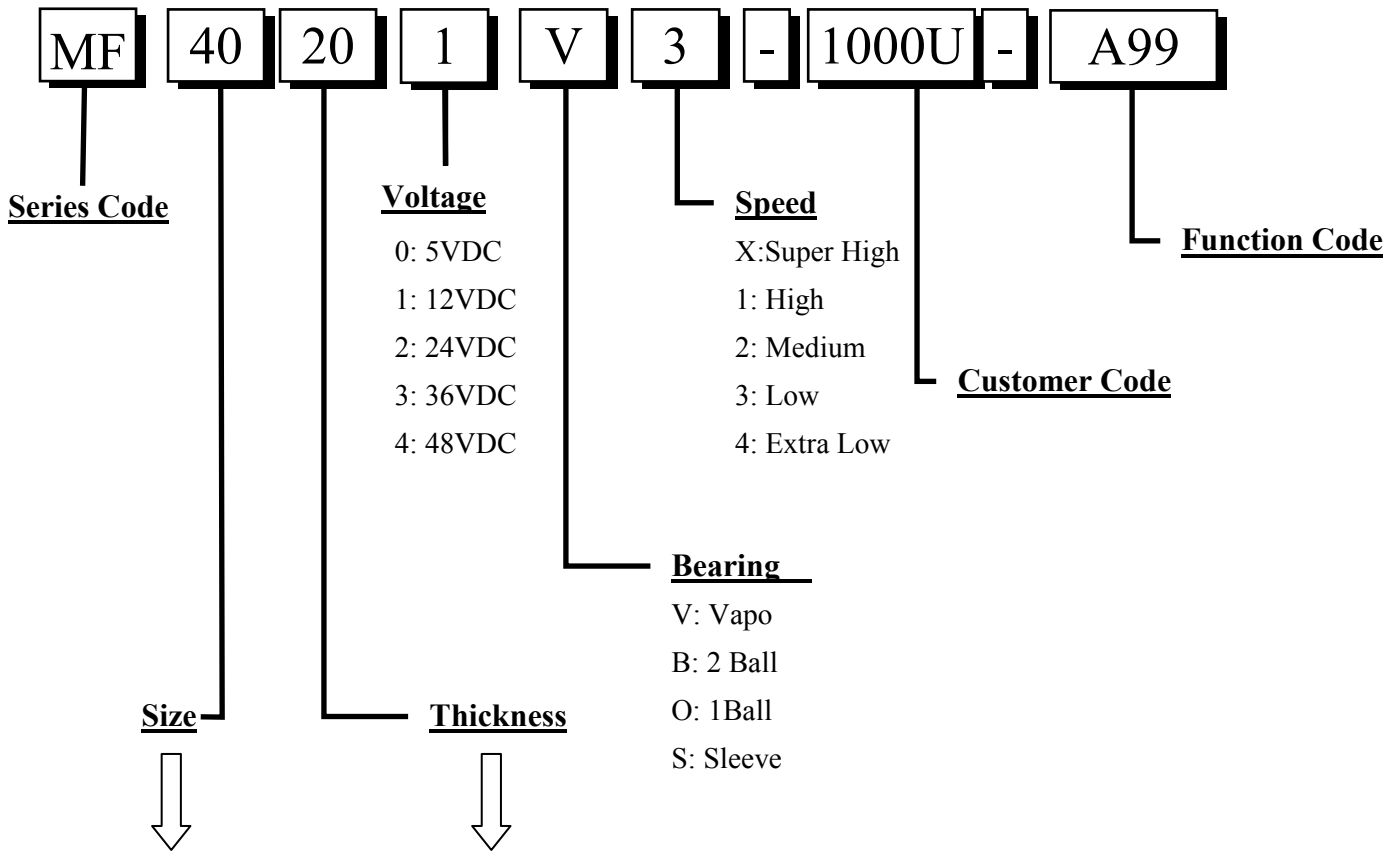 MF 40 20 1 V 3 - 1000U - A99
Series Code
Voltage
0: 5VDC
1: 12VDC
2: 24VDC
3: 36VDC
4: 48VDC
Speed
X:Super High
1: High
2: Medium
3: Low
4: Extra Low
Function Code
Customer Code
Bearing
V: Vapo
B: 2 Ball
O: 1Ball
S: Sleeve
Size
Thickness